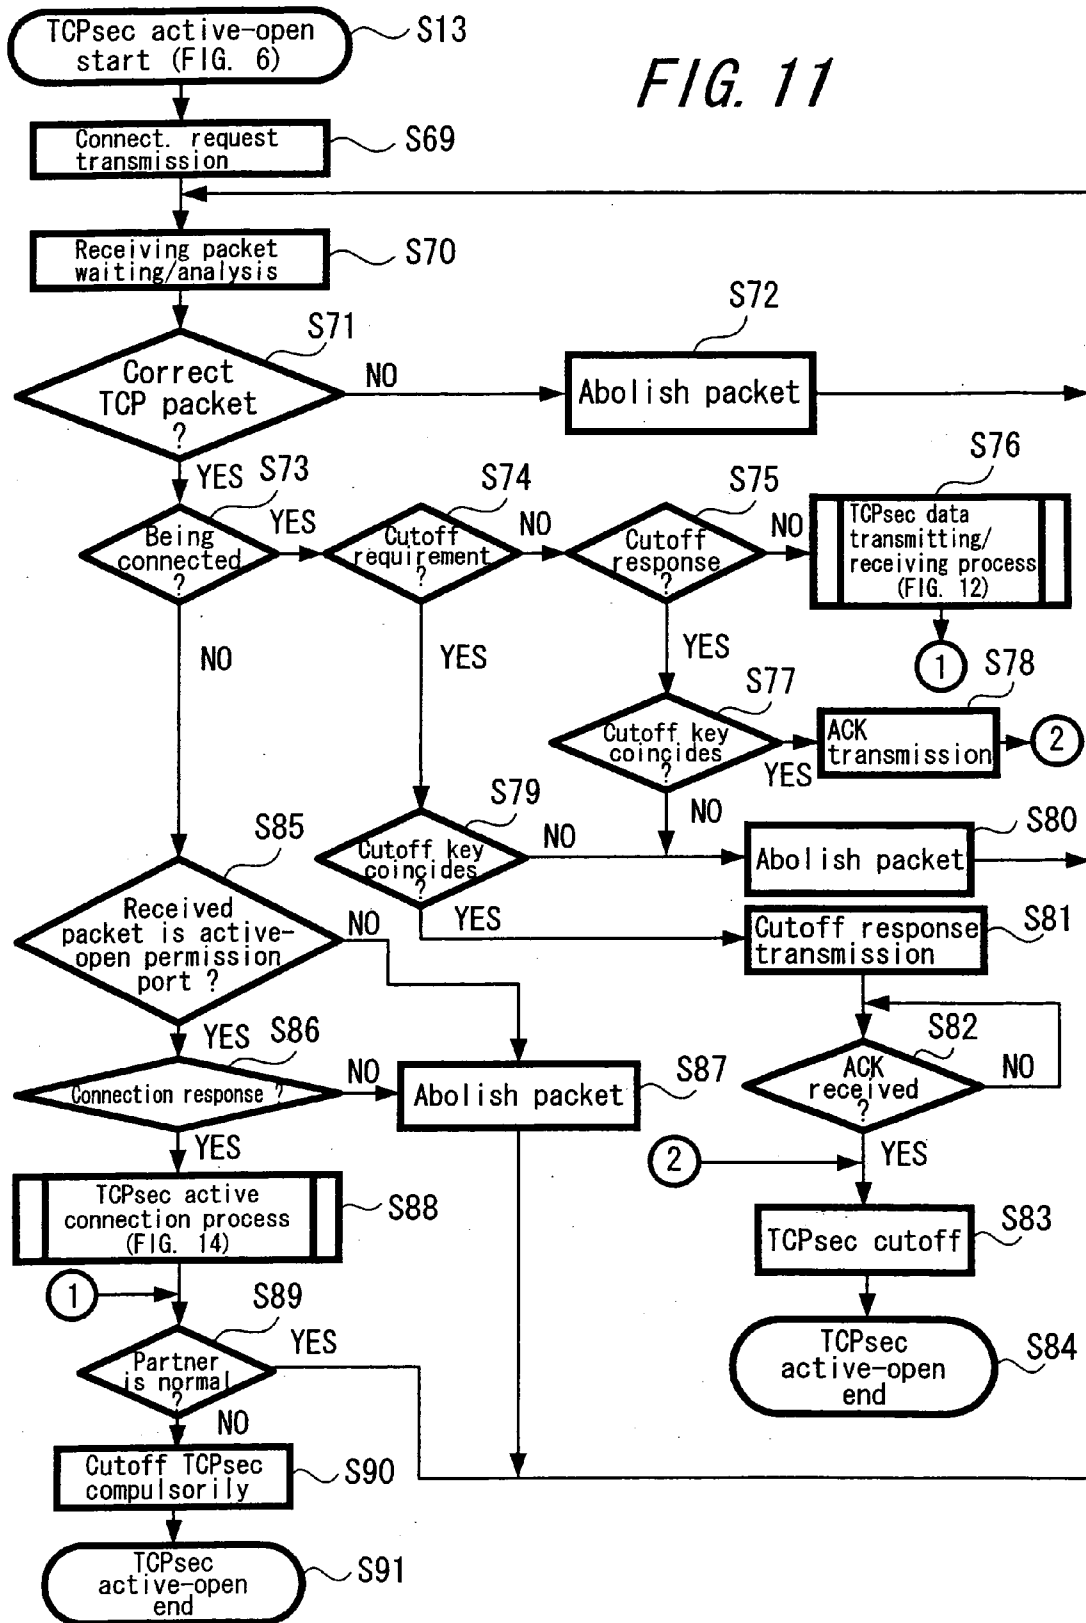 TCPsec active-open
start (FIG. 6)
S13
FIG. 11
Connect. request
transmission
S69
Receiving packet
waiting/analysis
S70
S71
Correct
TCP packet
?
NO
S72
Abolish packet
YES
S73
Being
connected
?
YES
S74
Cutoff
requirement
?
NO
S75
Cutoff
response
?
NO
S76
TCPsec data
transmitting/
receiving process
(FIG. 12)
1
NO
YES
YES
S77
Cutoff key
coincides
?
YES
S78
ACK
transmission
2
NO
S79
Cutoff key
coincides
?
NO
S80
Abolish packet
YES
S81
Cutoff response
transmission
S85
Received
packet is active-
open permission
port ?
NO
YES
S82
ACK
received
?
NO
S86
Connection response ?
NO
S87
Abolish packet
YES
2
YES
TCPsec active
connection process
(FIG. 14)
S88
S83
TCPsec cutoff
1
S89
Partner
is normal
?
YES
NO
TCPsec
active-open
end
S84
Cutoff TCPsec
compulsorily
S90
TCPsec
active-open
end
S91